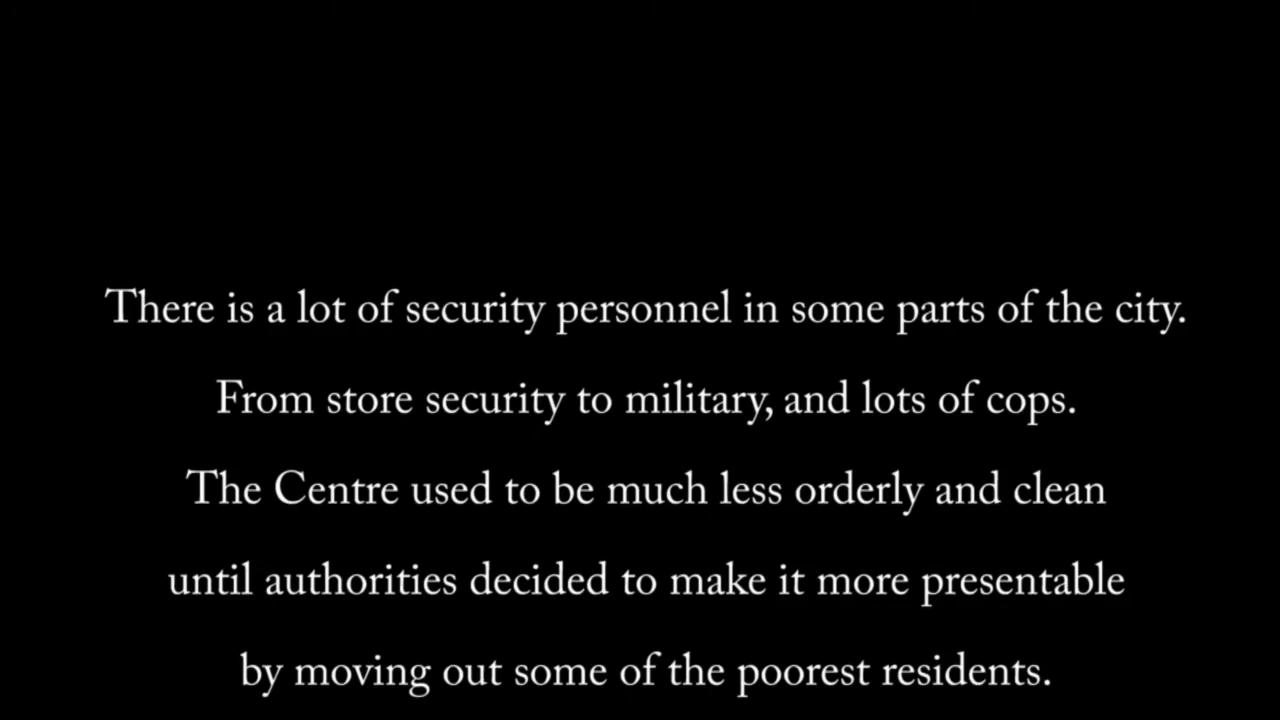 There is a lot of security personnel in some parts of the city.
From store security to military, and lots of cops.
The Centre used to be much less orderly and clean
until authorities decided to make it more presentable
by moving out some of the poorest residents.